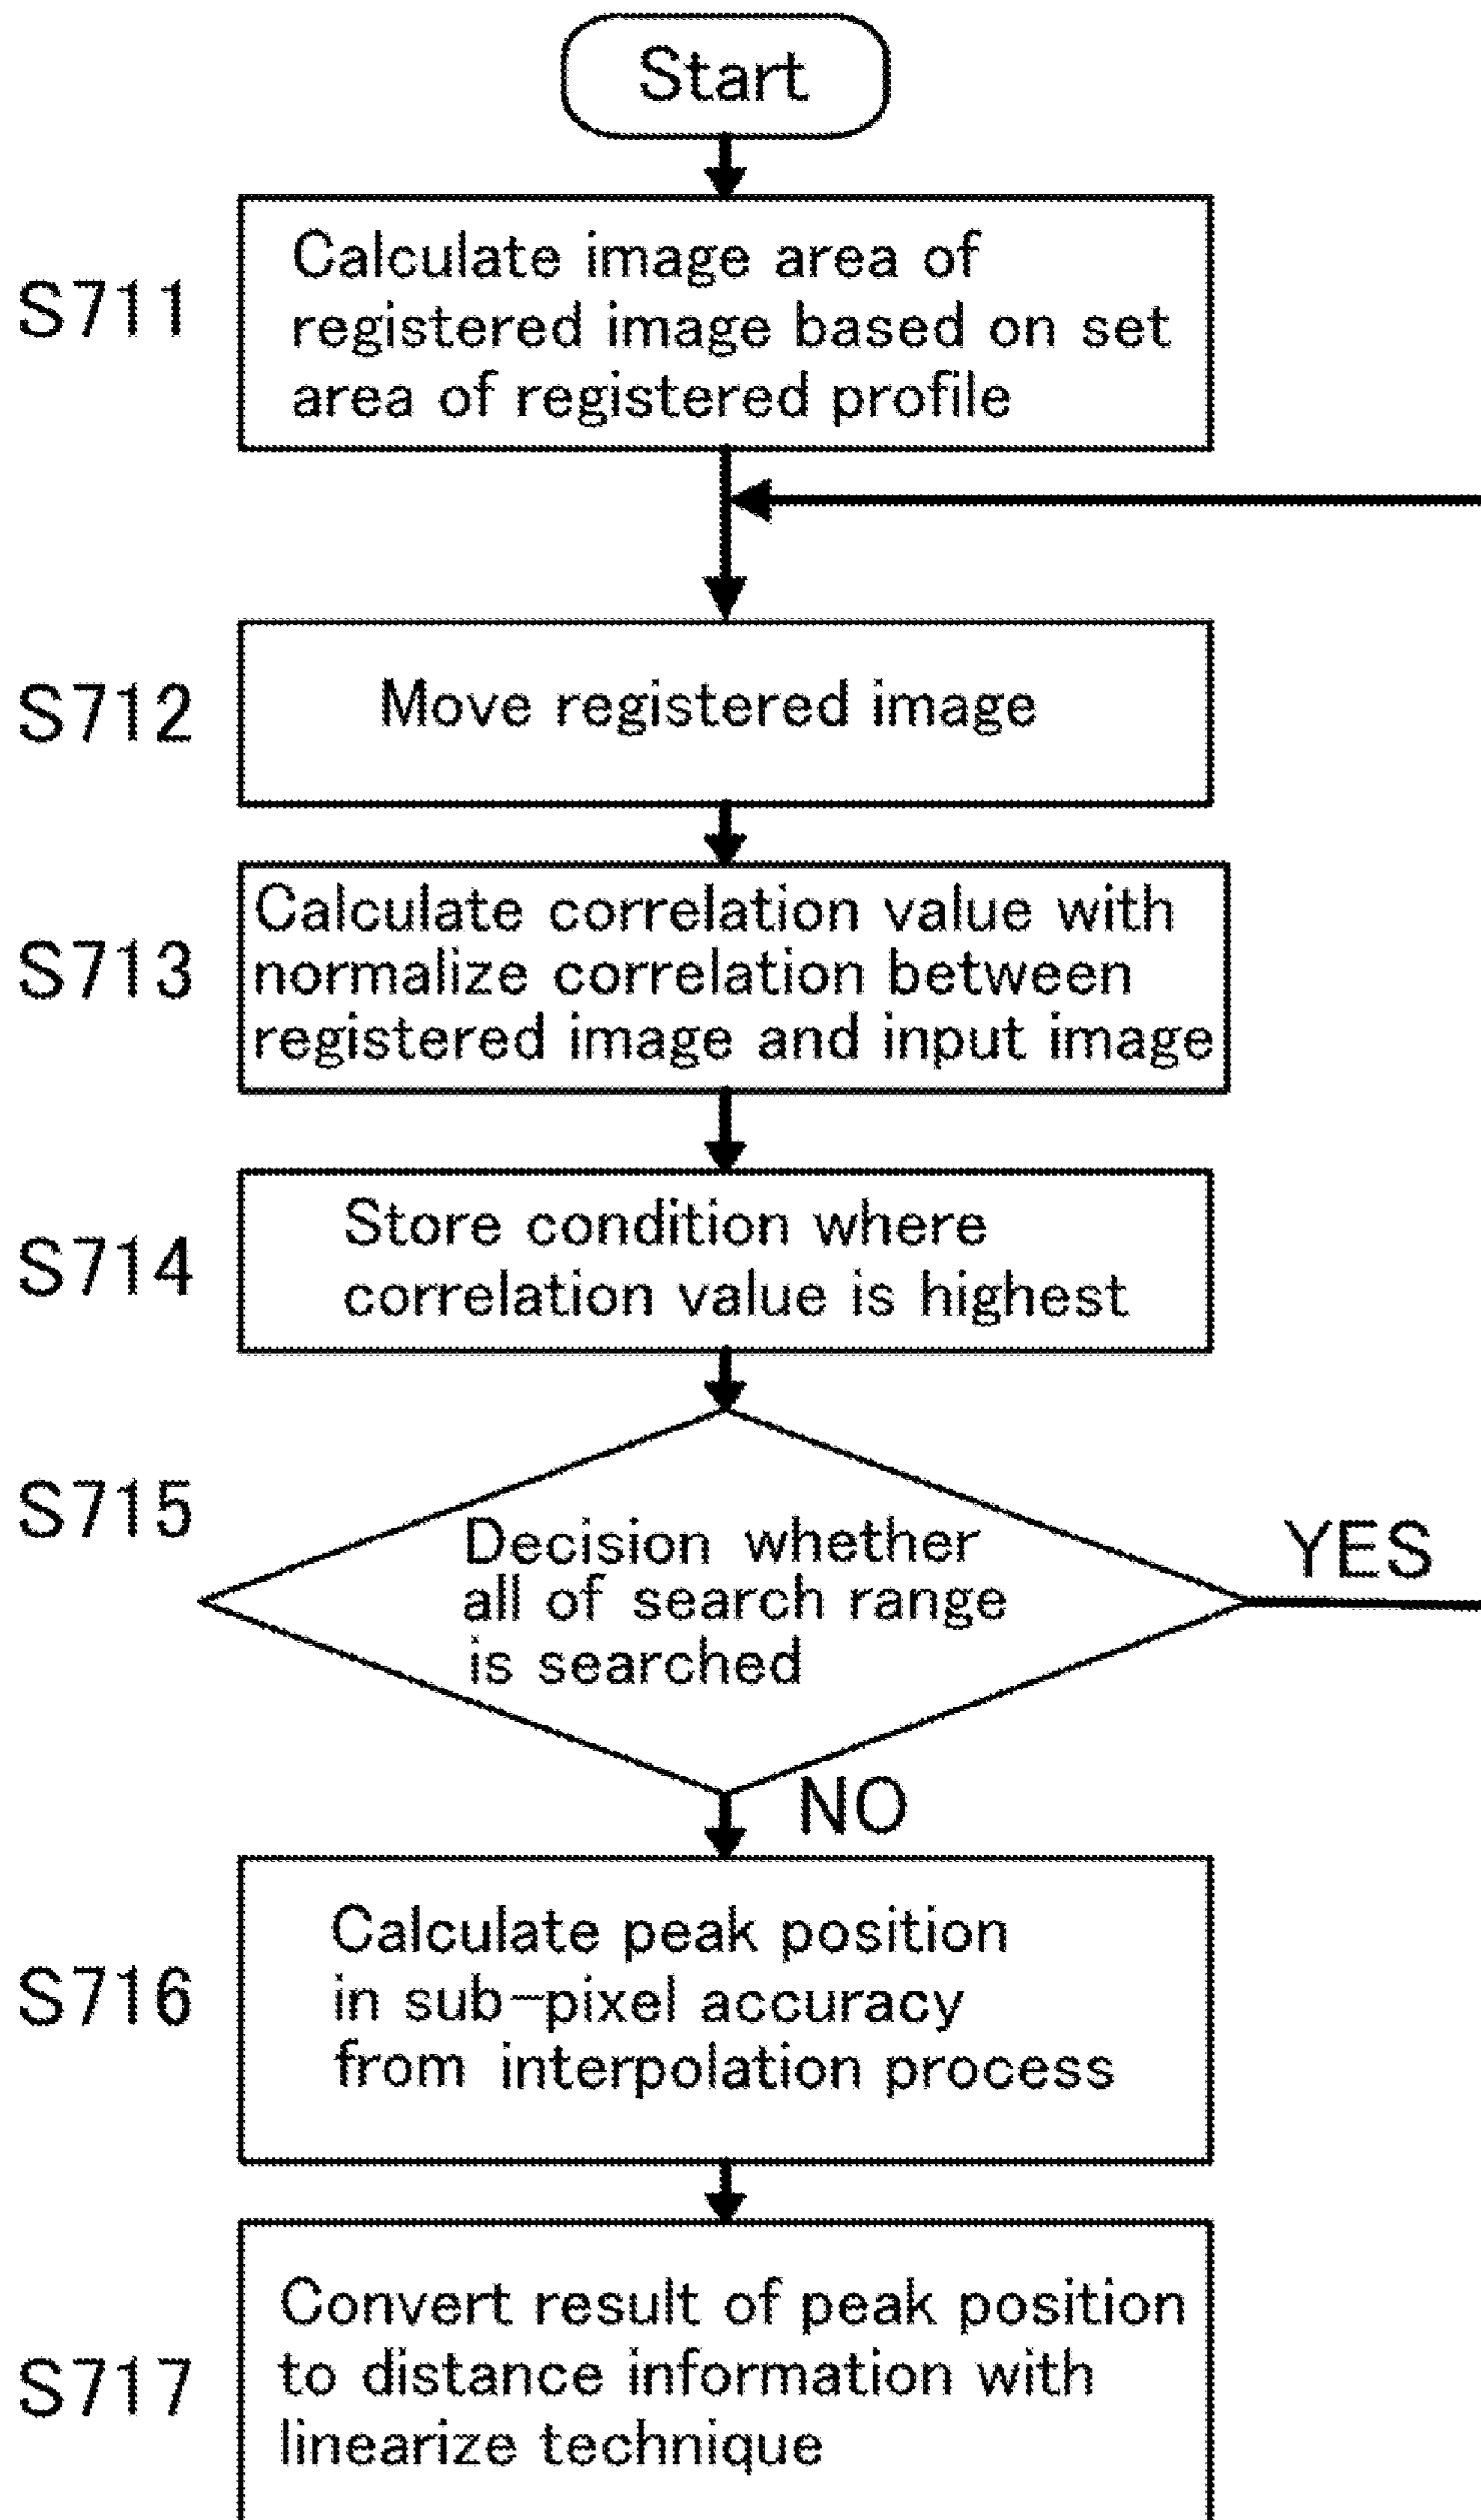 Start
S711
Calculate image area of
registered image based on set
area of registered profile
S712
Move registered image
S713
Calculate correlation value with
normalize correlation between
registered image and input image
S714
Store condition where
correlation value is highest
S715
Decision whether
all of search range
is searched
YES
NO
S716
Calculate peak position
in sub-pixel accuracy
from interpolation process
S717
Convert result of peak position
to distance information with
linearize technique